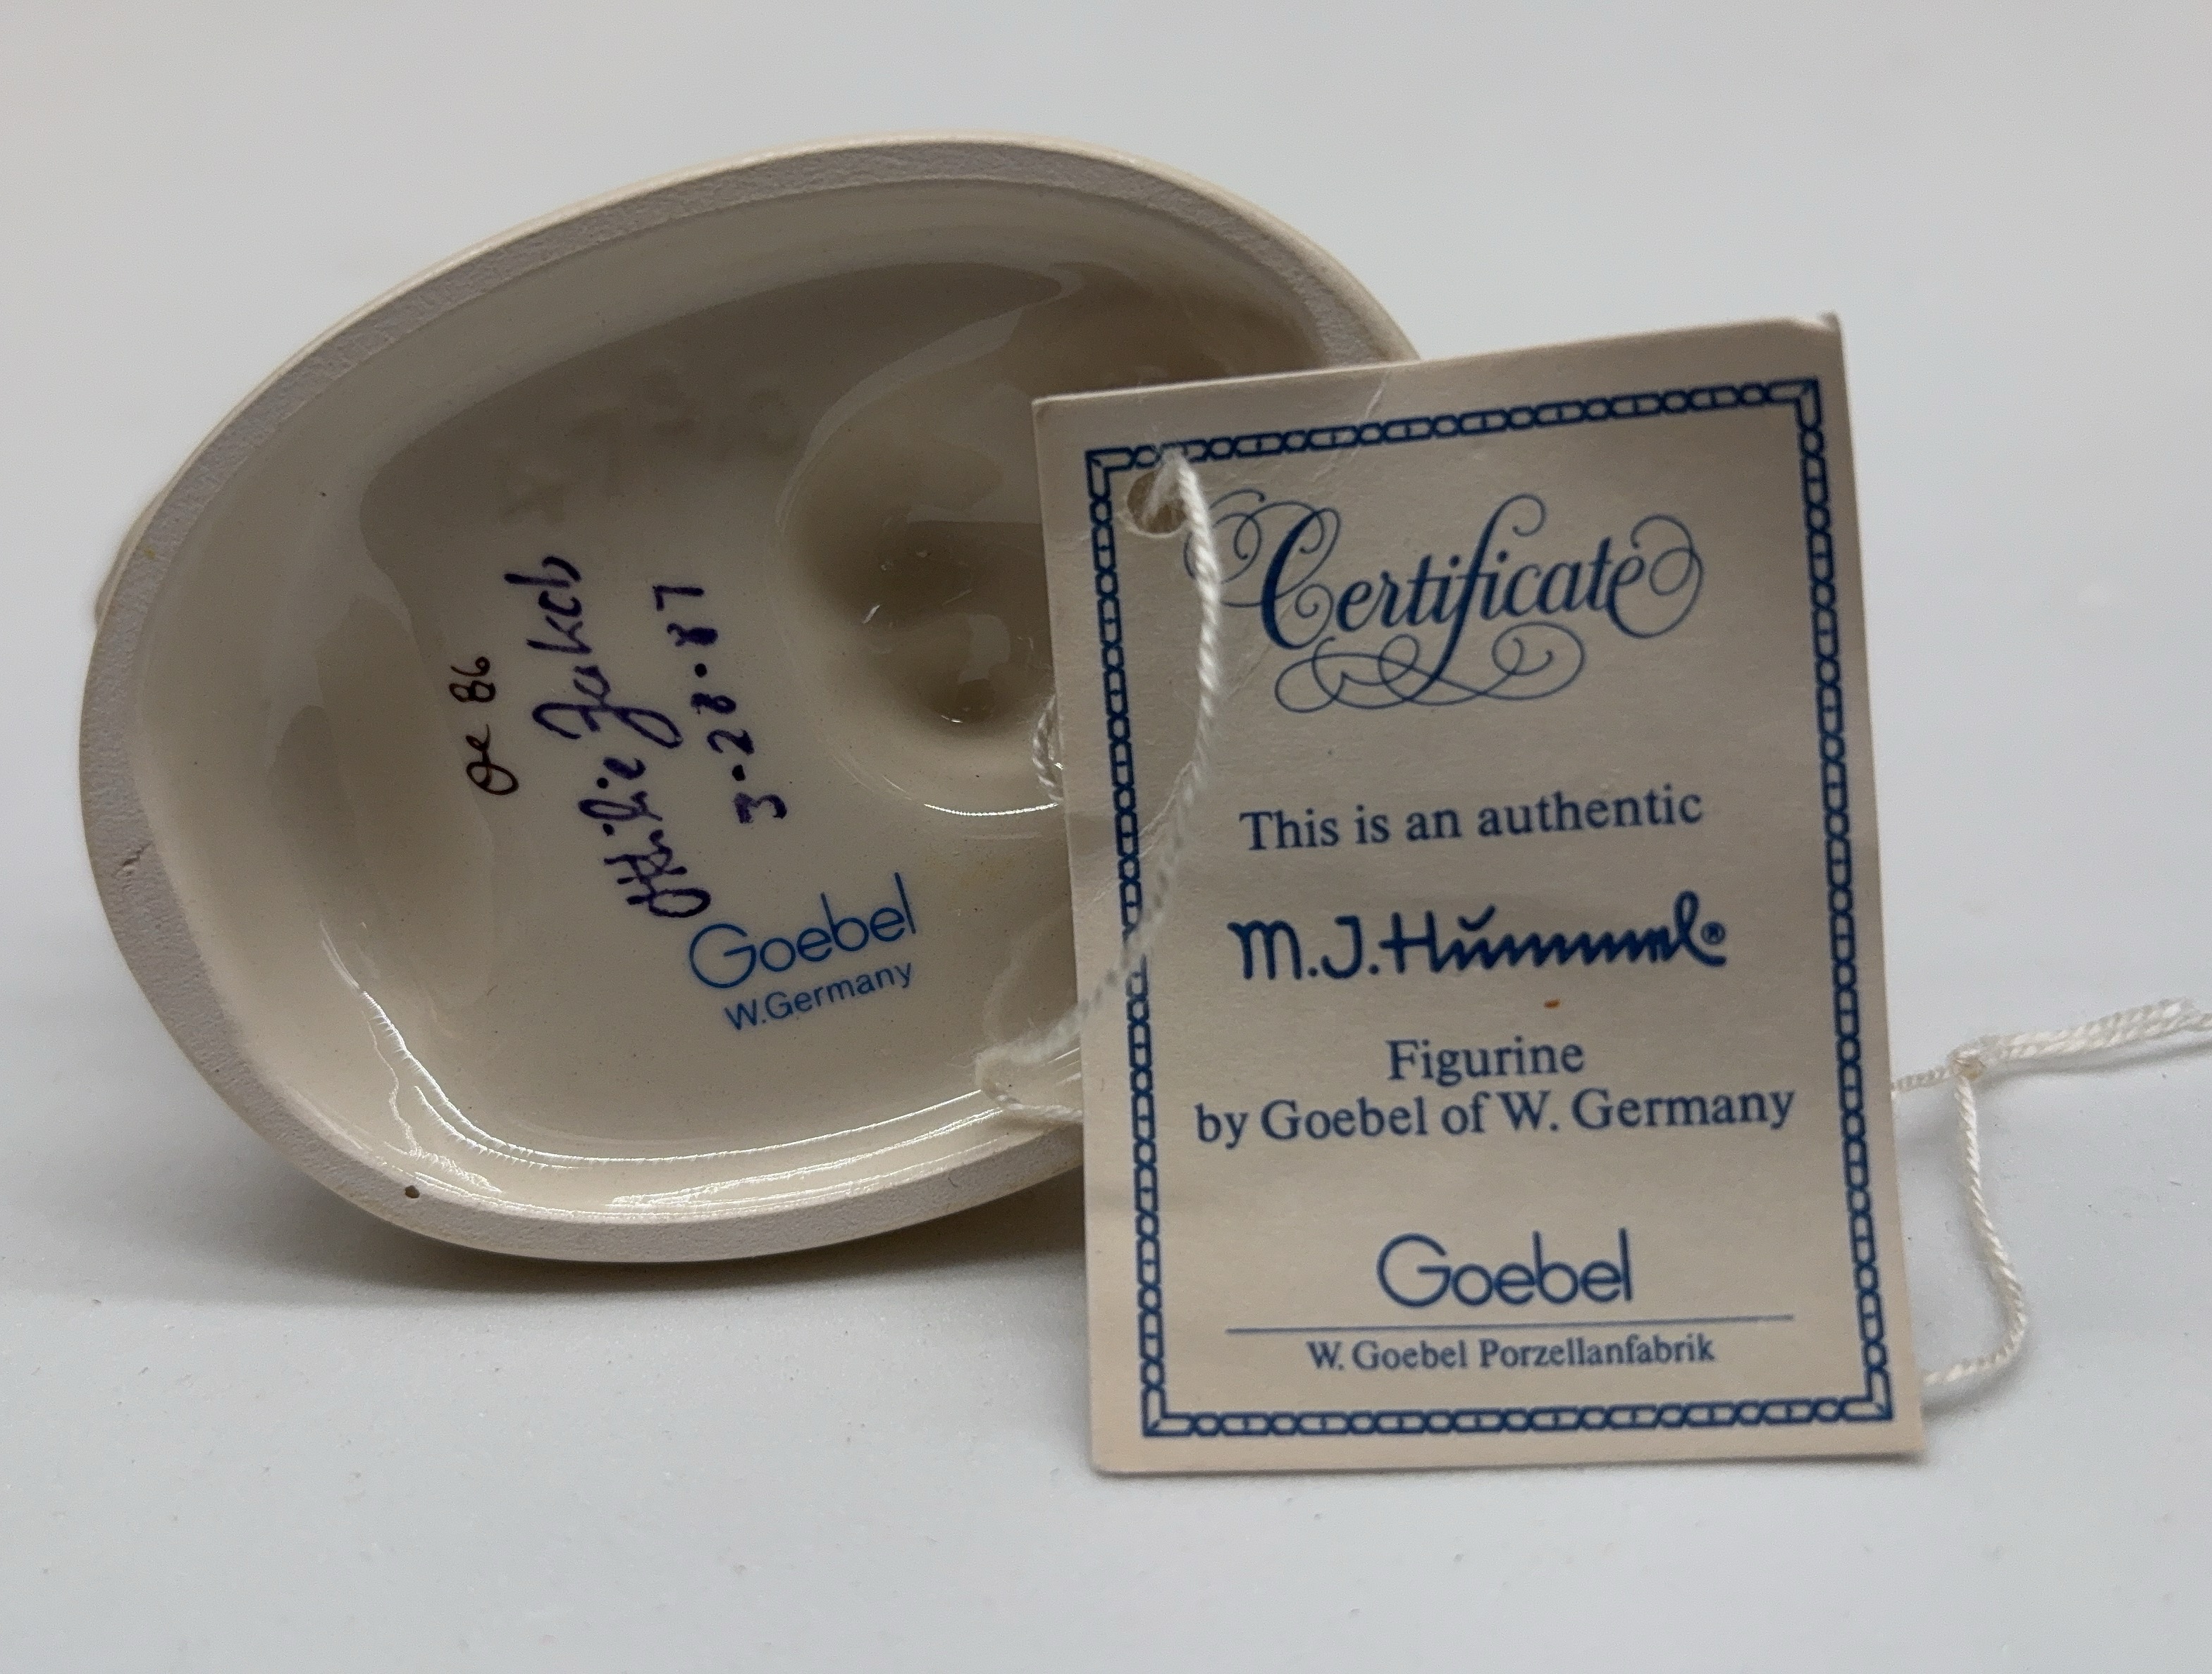 Oe 86
Ottilie Jakob
3-28-87
Goebel
W.Germany
Certificate
This is an authentic
M.J.Hummel®
Figurine
by Goebel of W. Germany
Goebel
W. Goebel Porzellanfabrik